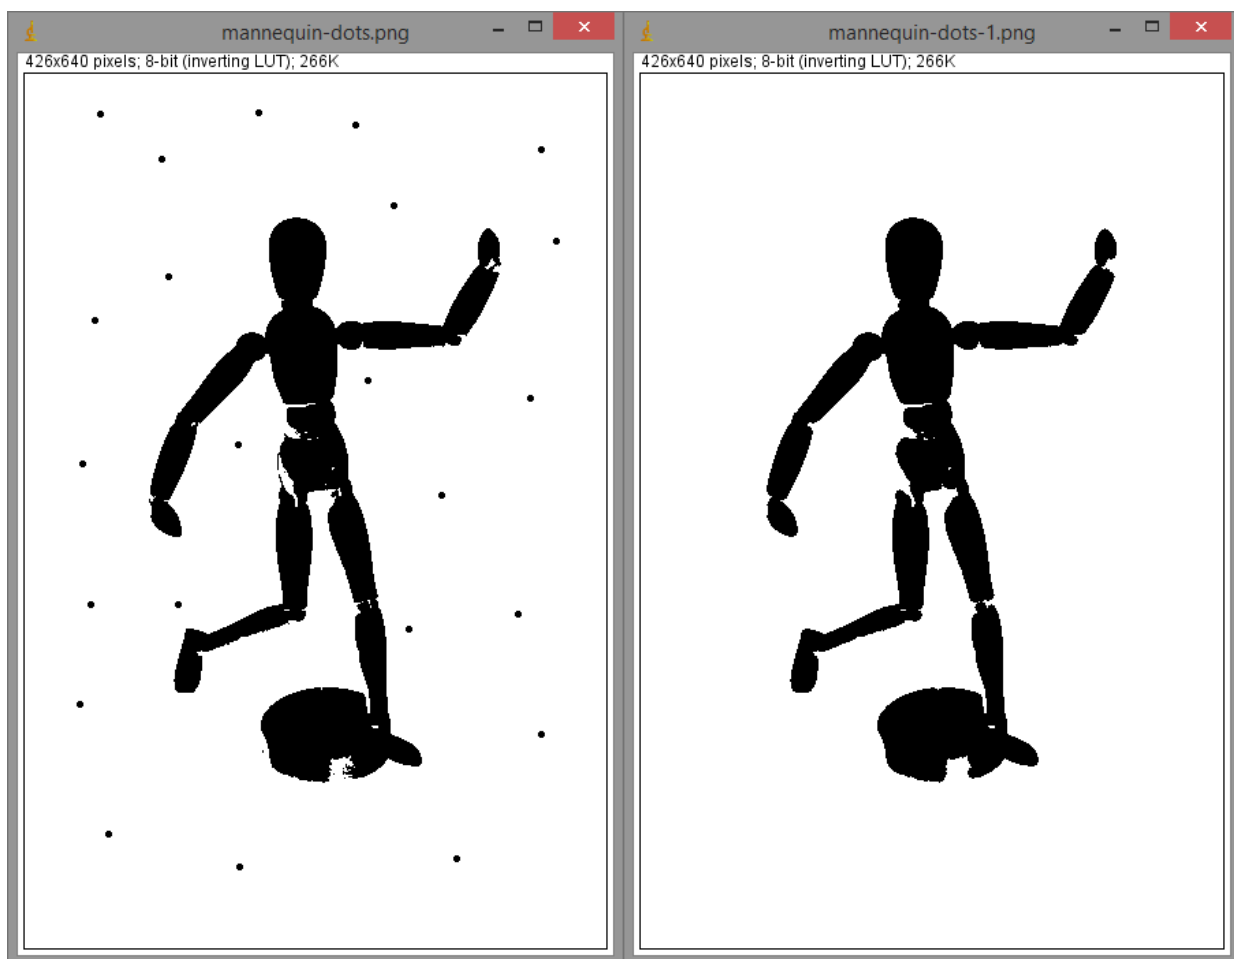 mannequin-dots.png
426x640 pixels; 8-bit (inverting LUT); 266K
mannequin-dots-1.png
426x640 pixels; 8-bit (inverting LUT); 266K